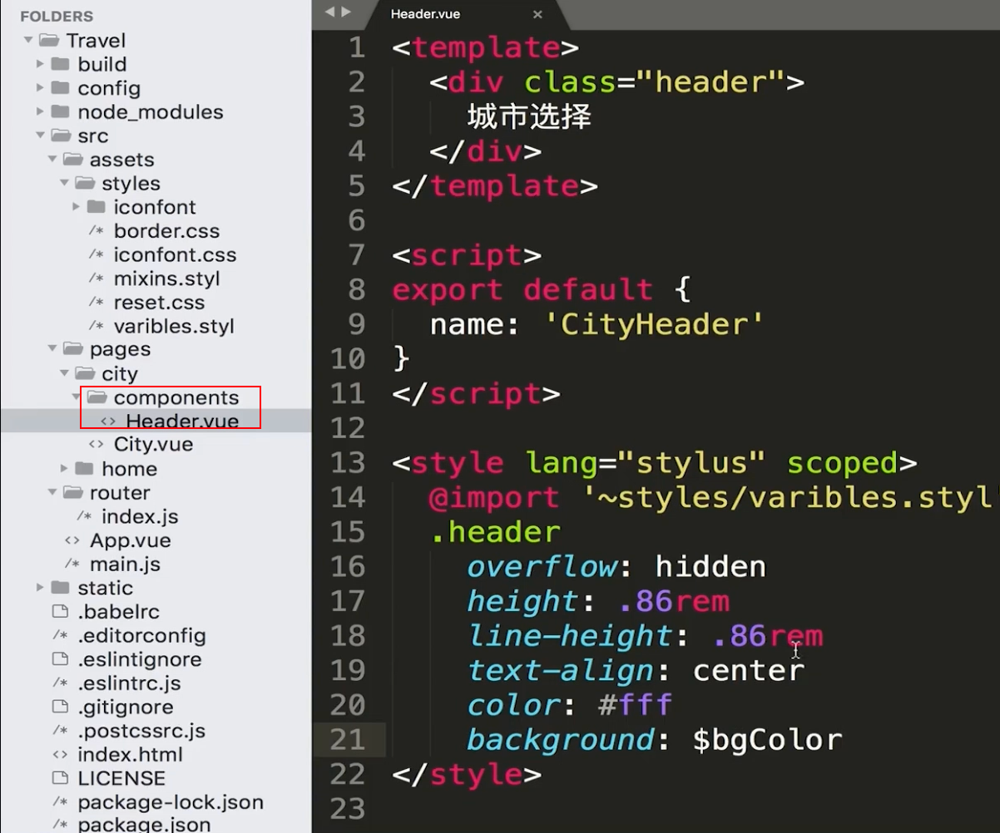 FOLDERS
Travel
build
config
node_modules
src
assets
styles
iconfont
/* border.css
/* iconfont.css
/* mixins.styl
/* reset.css
/* varibles.styl
pages
city
components
<> Header.vue
<> City.vue
home
router
/* index.js
<> App.vue
/* main.js
static
.babelrc
/* .editorconfig
.eslintignore
/* .eslintrc.js
.gitignore
/* .postcssrc.js
<> index.html
LICENSE
/* package-lock.json
/* package.json
Header.vue ×
1 <template>
2 <div class="header">
3 城市选择
4 </div>
5 </template>
6
7 <script>
8 export default {
9 name: 'CityHeader'
10 }
11 </script>
12
13 <style lang="stylus" scoped>
14 @import '~styles/varibles.styl
15 .header
16 overflow: hidden
17 height: .86rem
18 line-height: .86rem
19 text-align: center
20 color: #fff
21 background: $bgColor
22 </style>
23